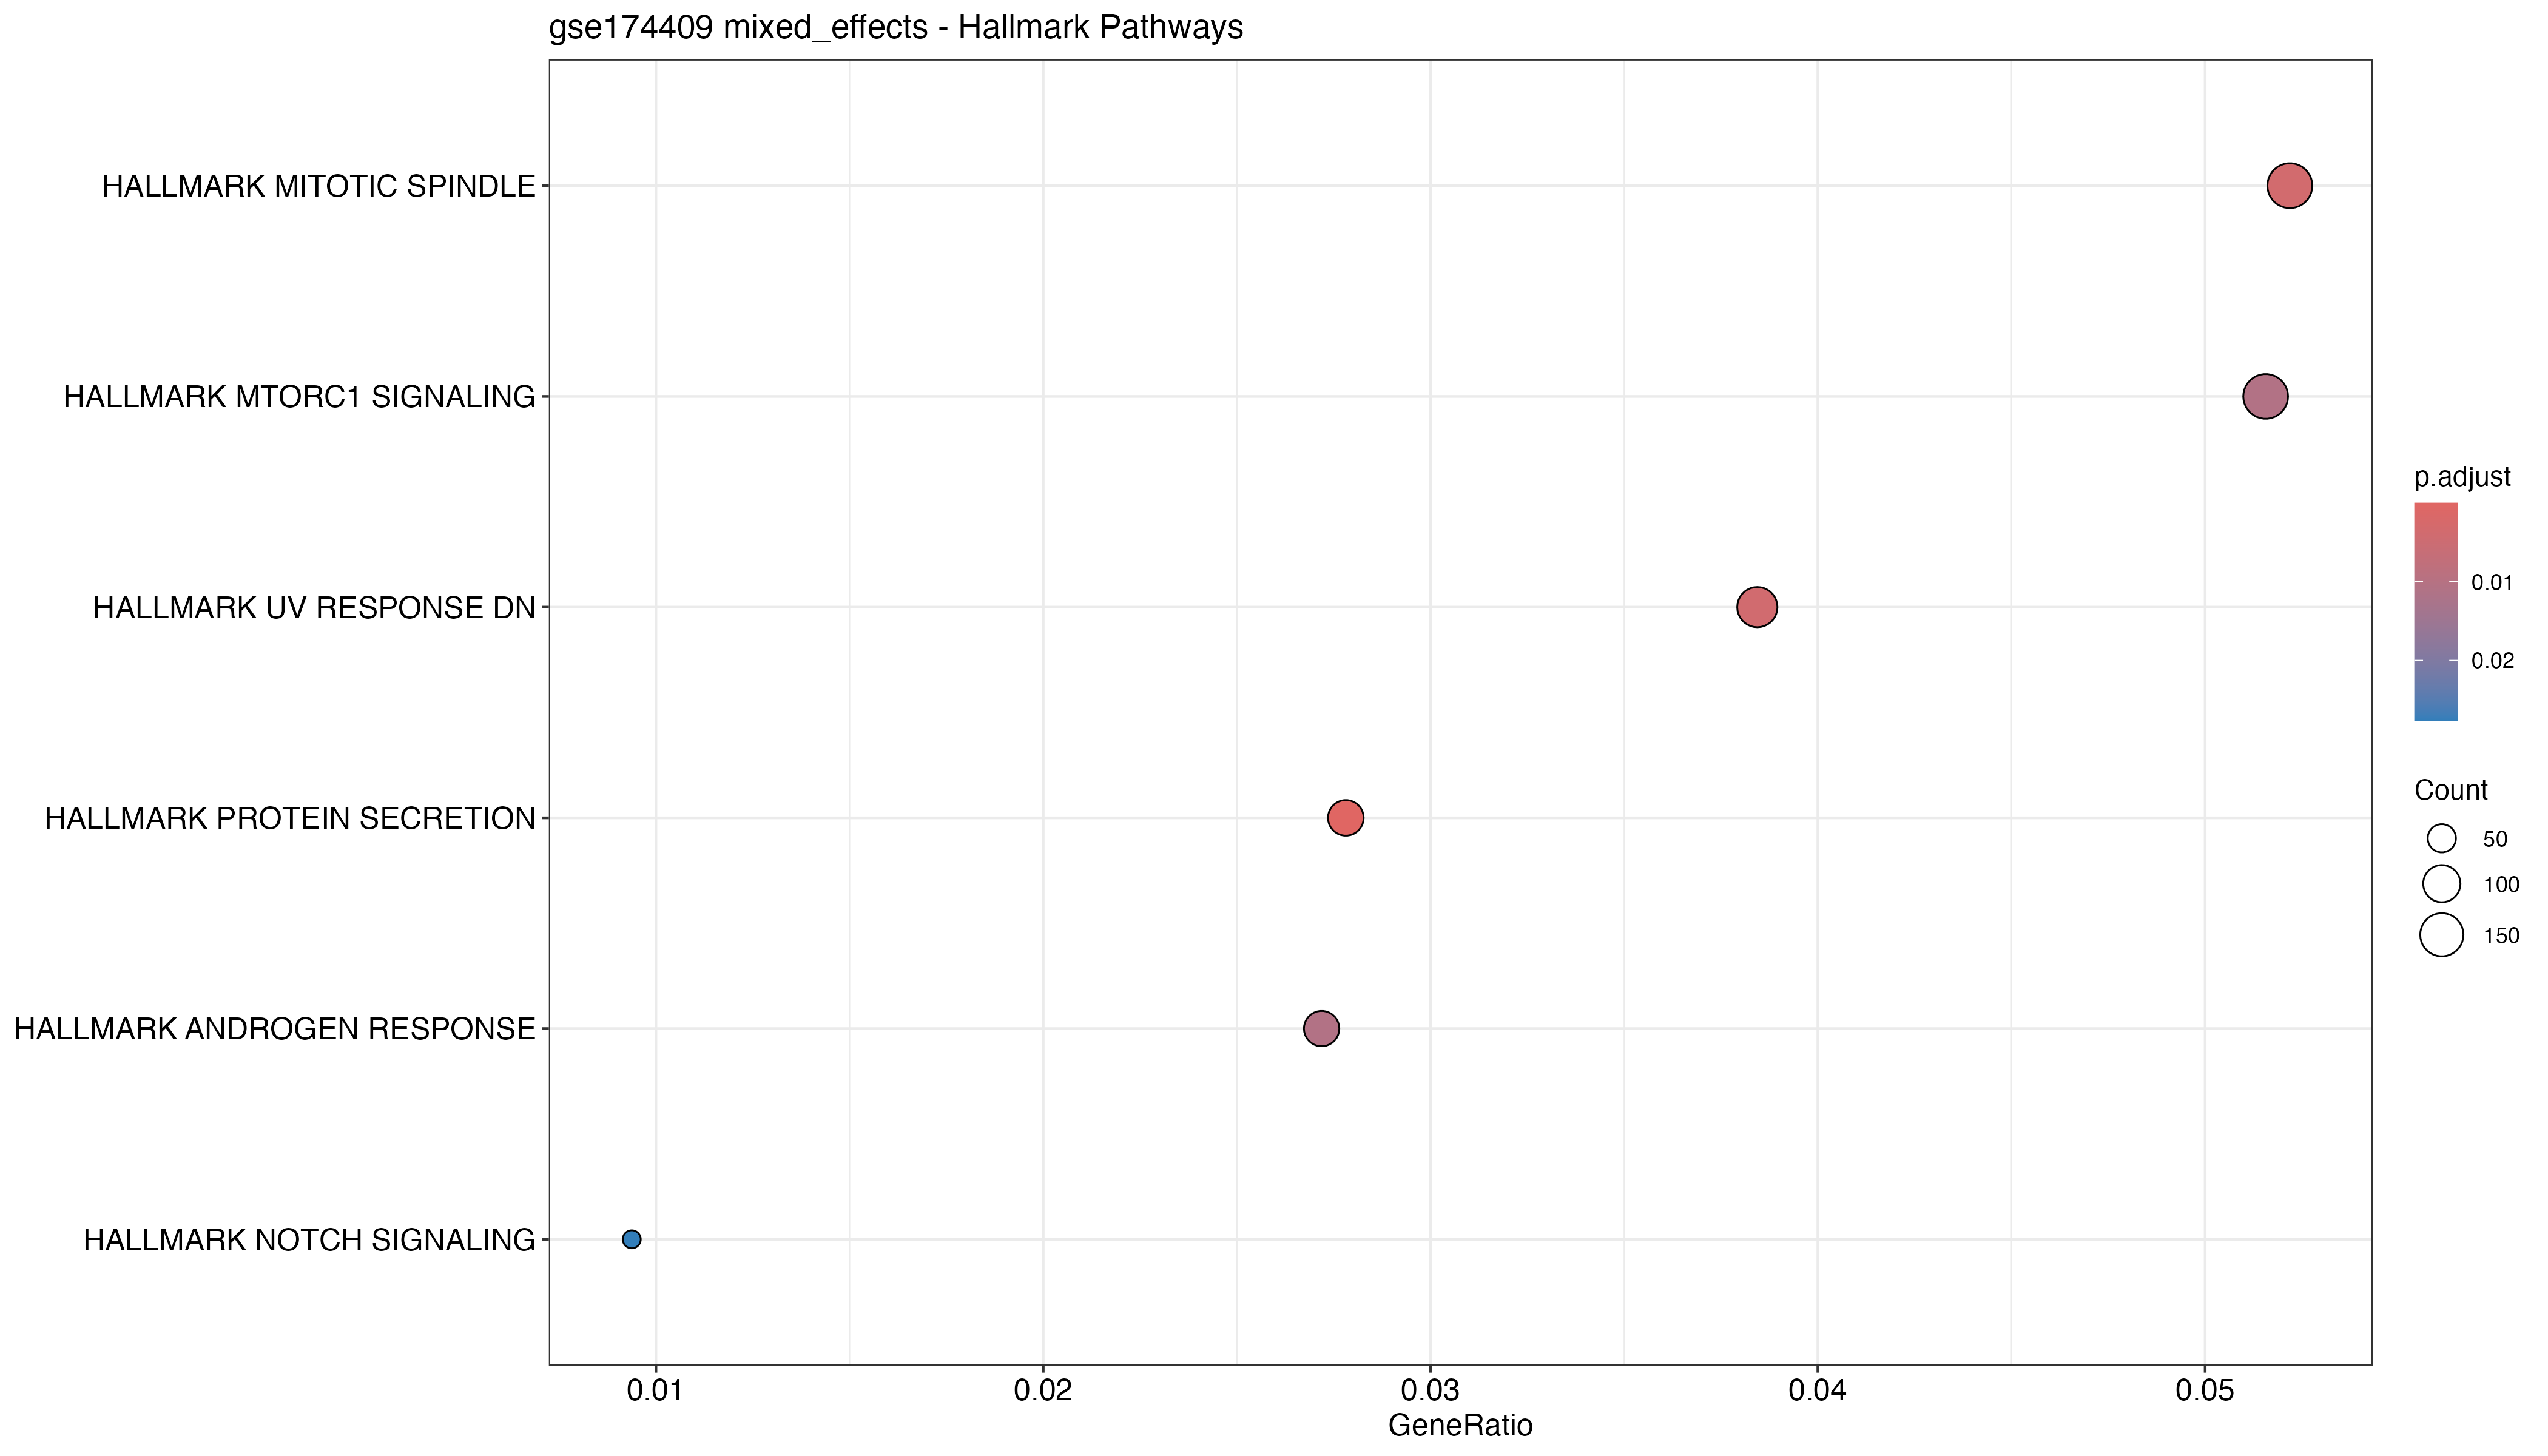 gse174409 mixed_effects - Hallmark Pathways
HALLMARK MITOTIC SPINDLE
HALLMARK MTORC1 SIGNALING
HALLMARK UV RESPONSE DN
HALLMARK PROTEIN SECRETION
HALLMARK ANDROGEN RESPONSE
HALLMARK NOTCH SIGNALING
0.01
0.02
0.03
0.04
0.05
GeneRatio
p.adjust
0.01
0.02
Count
50
100
150